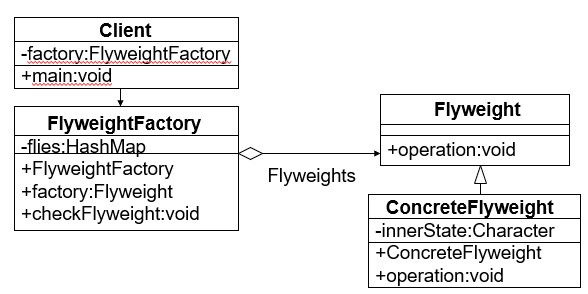 Client
-factory:FlyweightFactory
+main:void
FlyweightFactory
-flies:HashMap
+FlyweightFactory
+factory:Flyweight
+checkFlyweight:void
Flyweights
Flyweight
+operation:void
ConcreteFlyweight
-innerState:Character
+ConcreteFlyweight
+operation:void